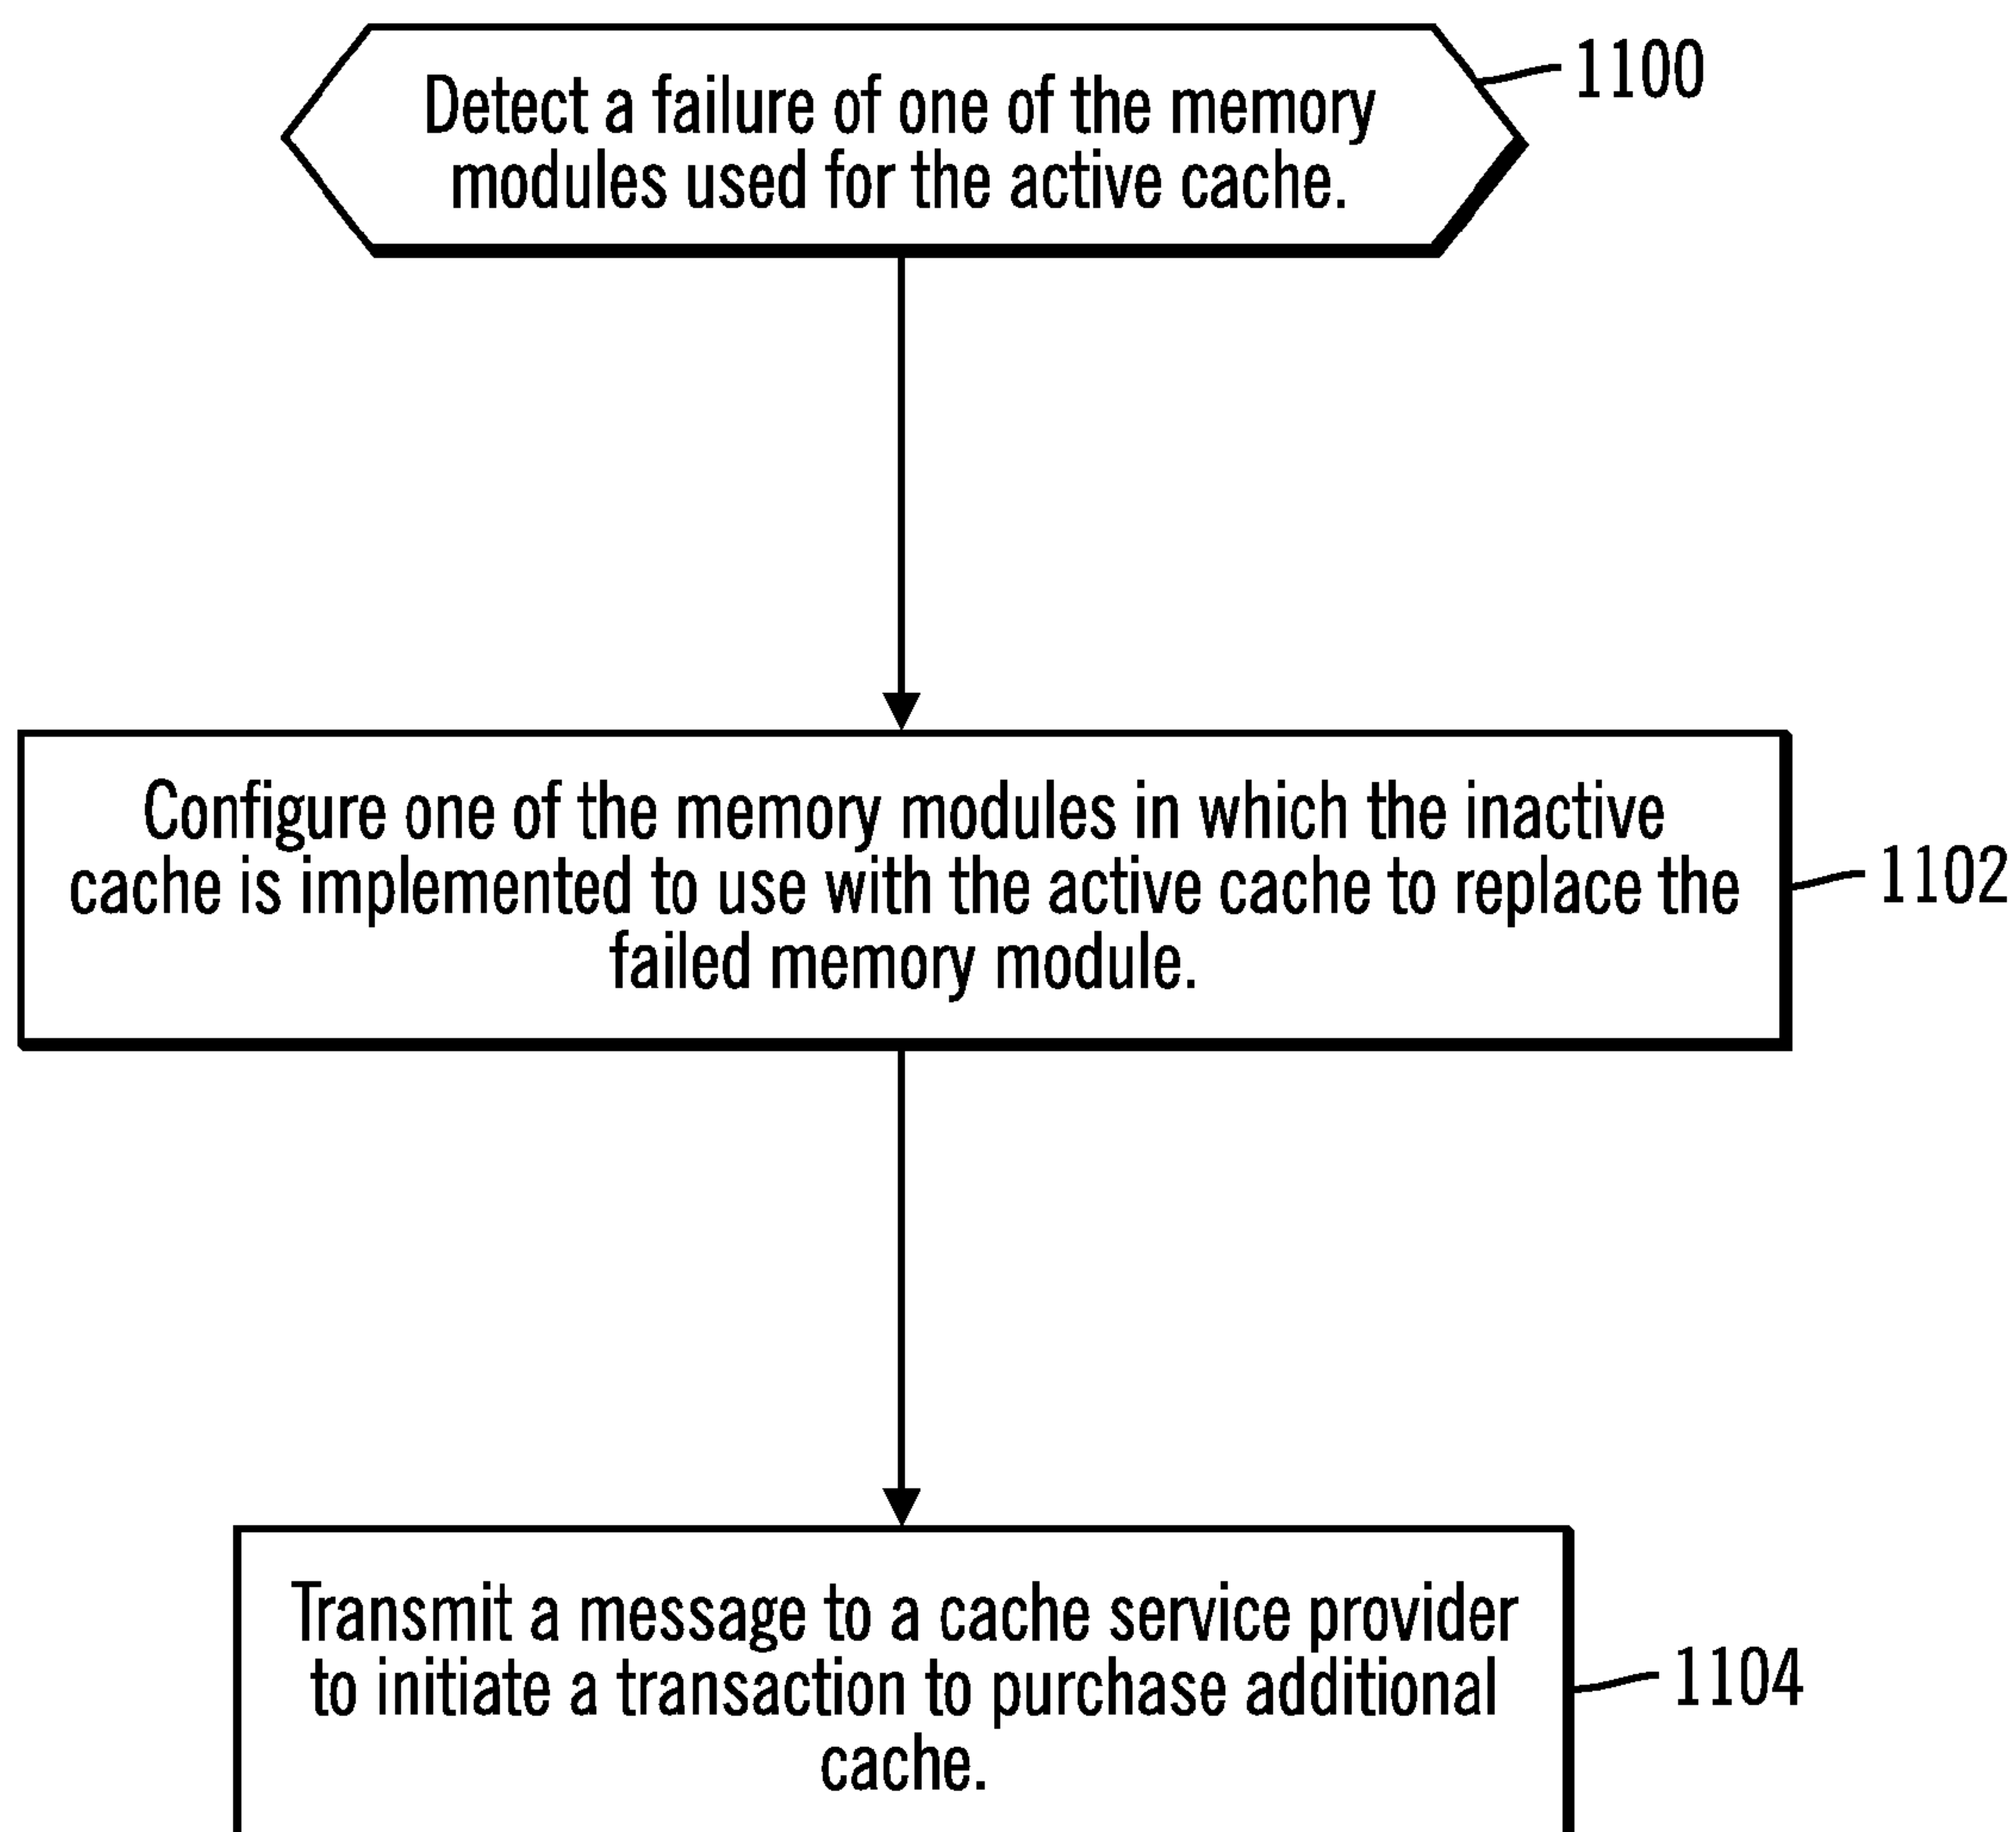 Detect a failure of one of the memory
modules used for the active cache.
1100
Configure one of the memory modules in which the inactive
cache is implemented to use with the active cache to replace the
failed memory module.
1102
Transmit a message to a cache service provider
to initiate a transaction to purchase additional
cache.
1104